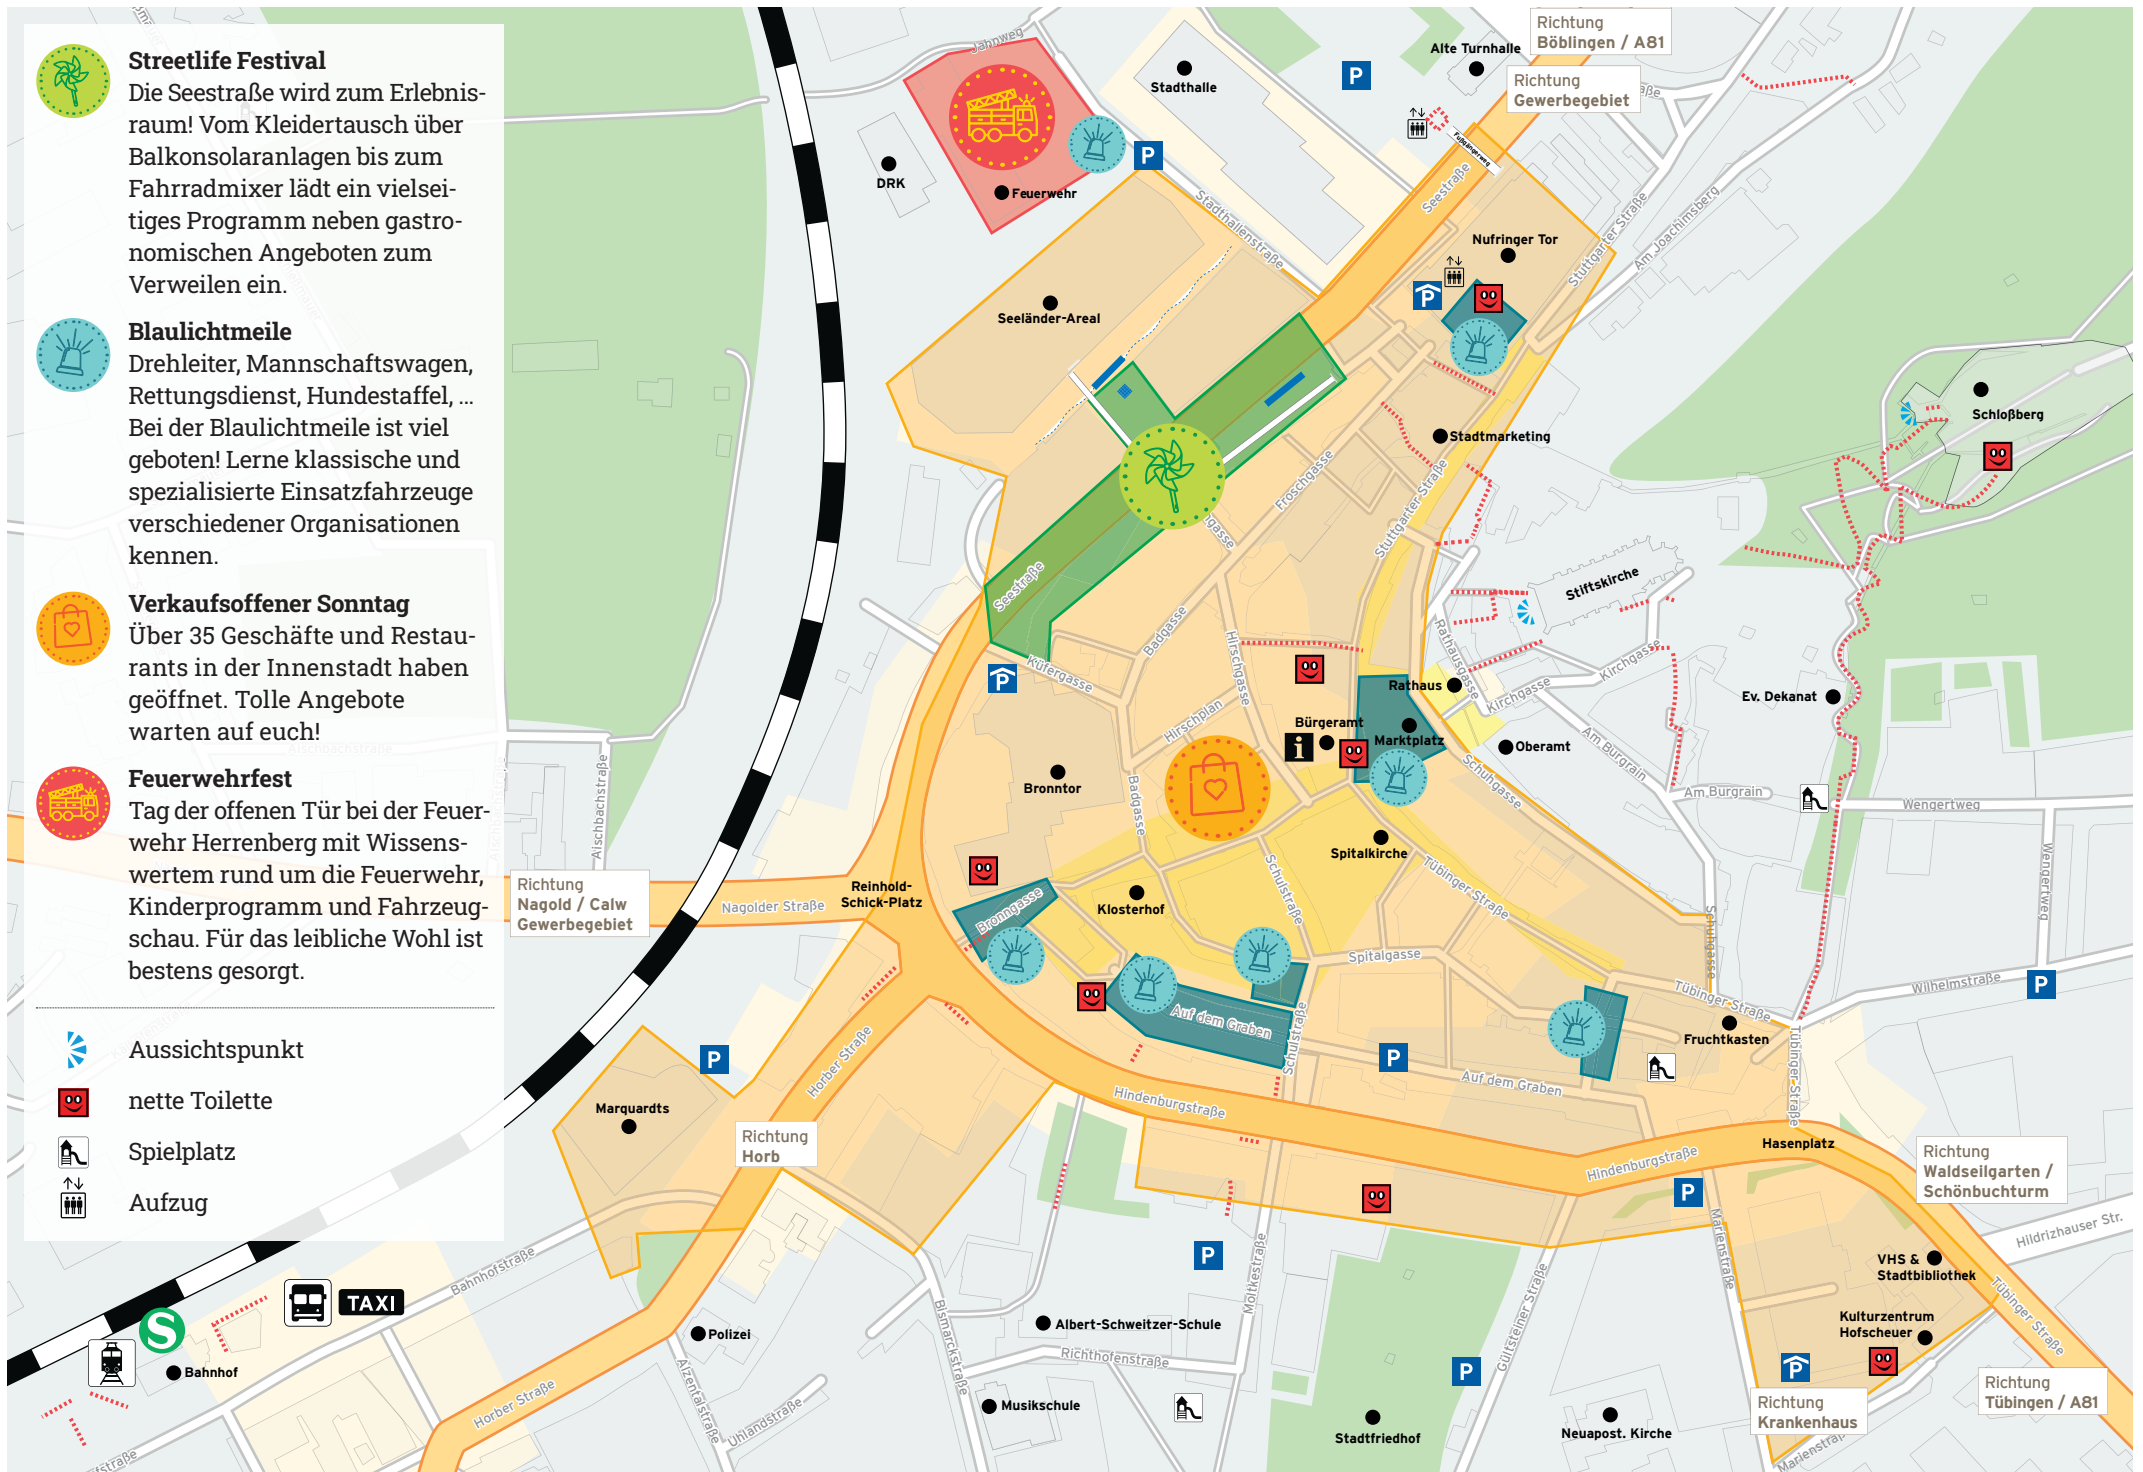 Streetlife Festival
Die Seestraße wird zum Erlebnis-
raum! Vom Kleidertausch über
Balkonsolaranlagen bis zum
Fahrradmixer lädt ein vielsei-
tiges Programm neben gastro-
nomischen Angeboten zum
Verweilen ein.
Blaulichtmeile
Drehleiter, Mannschaftswagen,
Rettungsdienst, Hundestaffel, ...
Bei der Blaulichtmeile ist viel
geboten! Lerne klassische und
spezialisierte Einsatzfahrzeuge
verschiedener Organisationen
kennen.
Verkaufsoffener Sonntag
Über 35 Geschäfte und Restau-
rants in der Innenstadt haben
geöffnet. Tolle Angebote
warten auf euch!
Feuerwehrfest
Tag der offenen Tür bei der Feuer-
wehr Herrenberg mit Wissens-
wertem rund um die Feuerwehr,
Kinderprogramm und Fahrzeug-
schau. Für das leibliche Wohl ist
bestens gesorgt.
Aussichtspunkt
nette Toilette
Spielplatz
Aufzug
Richtung
Böblingen / A81
Richtung
Gewerbegebiet
Jahnweg
Stadthalle
P
Alte Turnhalle
Fußgängerweg
DRK
Feuerwehr
P
Stadthallenstraße
Seestraße
Nufringer Tor
Stuttgarter Straße
Am Joachimsberg
P
Seeländer-Areal
Schloßberg
Stadtmarketing
Froschgasse
Stuttgarter Straße
Seestraße
Stiftskirche
Badgasse
Hirschgasse
Rathausgasse
Küfergasse
P
Rathaus
Kirchgasse
Kirchgasse
Ev. Dekanat
Hirschplan
Bürgeramt
i
Marktplatz
Oberamt
Am Burgrain
Schuhgasse
Bronntor
Badgasse
Am Burgrain
Wengertweg
Wengertweg
Alschbachstraße
Alschbachstraße
Spitalkirche
Schulstraße
Tübinger Straße
Reinhold-
Schick-Platz
Richtung
Nagold / Calw
Gewerbegebiet
Nagolder Straße
Bronngasse
Klosterhof
Schuhgasse
Spitalgasse
Auf dem Graben
Schulstraße
Tübinger Straße
Wilhelmstraße
P
Fruchtkasten
P
P
Horber Straße
Auf dem Graben
Tübinger Straße
Marquardts
Hindenburgstraße
Richtung
Horb
Hindenburgstraße
Hasenplatz
Richtung
Waldseilgarten /
Schönbuchturm
P
Hildrizhauser Str.
Marienstraße
Moltkestraße
P
Bahnhofstraße
VHS &
Stadtbibliothek
Tübinger Straße
Gültsteiner Straße
TAXI
S
Bahnhof
Polizei
Bismarckstraße
Albert-Schweitzer-Schule
Richthofenstraße
Kulturzentrum
Hofscheuer
P
P
Horber Straße
Alzentalstraße
Uhlandstraße
Musikschule
Stadtfriedhof
Neuapost. Kirche
Richtung
Krankenhaus
Richtung
Tübingen / A81